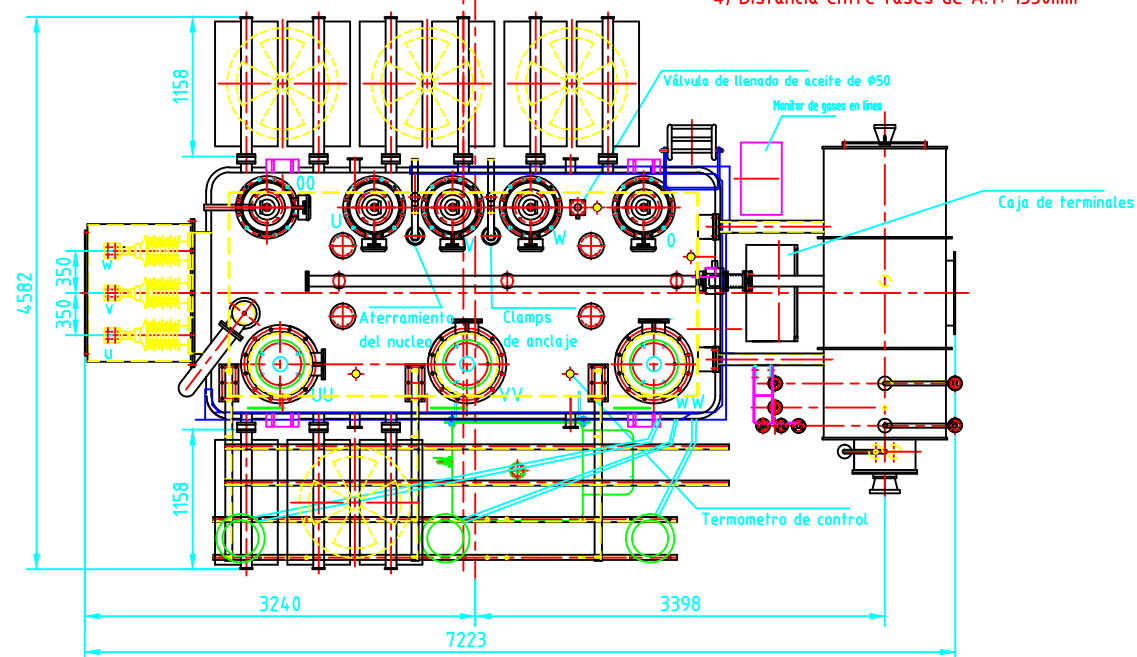 4) Distancia entre fases de A.T: 1350mm
1158
Válvula de llenado de aceite de ø50
Monitor de gases en linea
Caja de terminales
00
U
V
W
0
4582
350
350
w
v
u
Aterramiento
del nucleo
Clamps
de anclaje
UU
VV
WW
1158
Termometro de control
3240
3398
7223